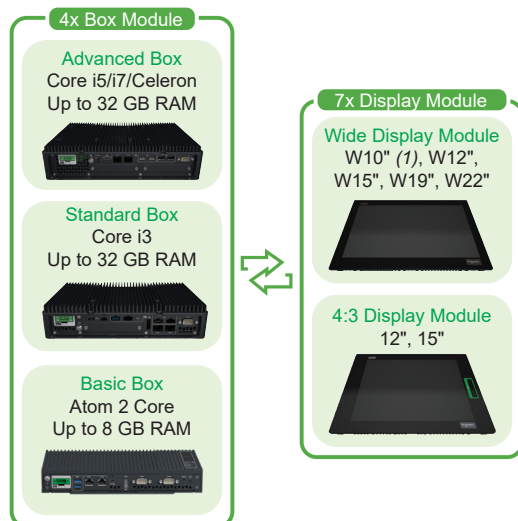 4x Box Module
Advanced Box
Core i5/i7/Celeron
Up to 32 GB RAM
Standard Box
Core i3
Up to 32 GB RAM
Basic Box
Atom 2 Core
Up to 8 GB RAM
7x Display Module
Wide Display Module
W10" (1), W12",
W15", W19", W22"
4:3 Display Module
12", 15"